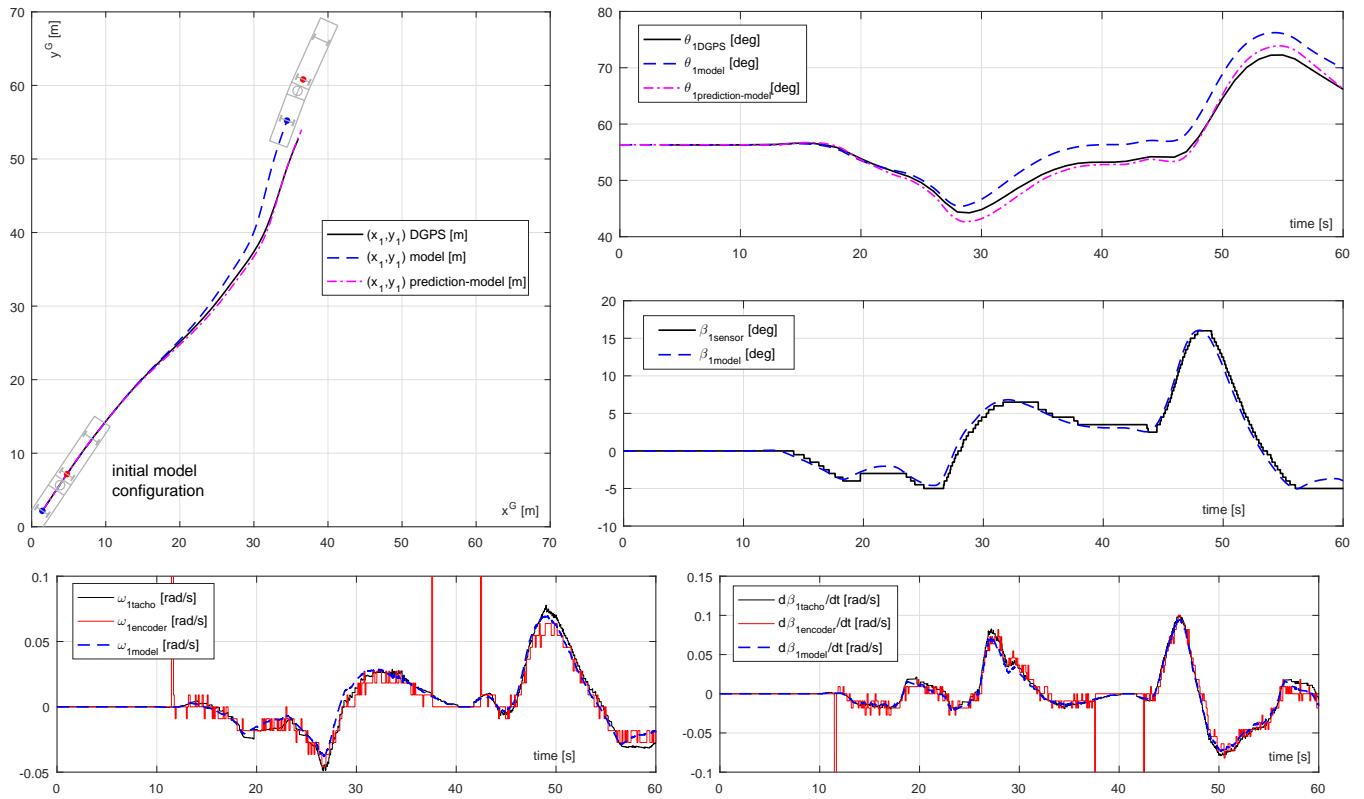 y^G [m]
70
60
50
40
30
20
10
0
(x_1,y_1) DGPS [m]
(x_1,y_1) model [m]
(x_1,y_1) prediction-model [m]
initial model
configuration
x^G [m]
0 10 20 30 40 50 60 70
80
70
60
50
40
θ_1DGPS [deg]
θ_1model [deg]
θ_1prediction-model [deg]
time [s]
0 10 20 30 40 50 60
20
15
10
5
0
-5
-10
β_1sensor [deg]
β_1model [deg]
time [s]
0 10 20 30 40 50 60
0.1
0.05
0
-0.05
ω_1tacho [rad/s]
ω_1encoder [rad/s]
ω_1model [rad/s]
time [s]
0 10 20 30 40 50 60
0.15
0.1
0.05
0
-0.05
-0.1
dβ_1tacho/dt [rad/s]
dβ_1encoder/dt [rad/s]
dβ_1model/dt [rad/s]
time [s]
0 10 20 30 40 50 60